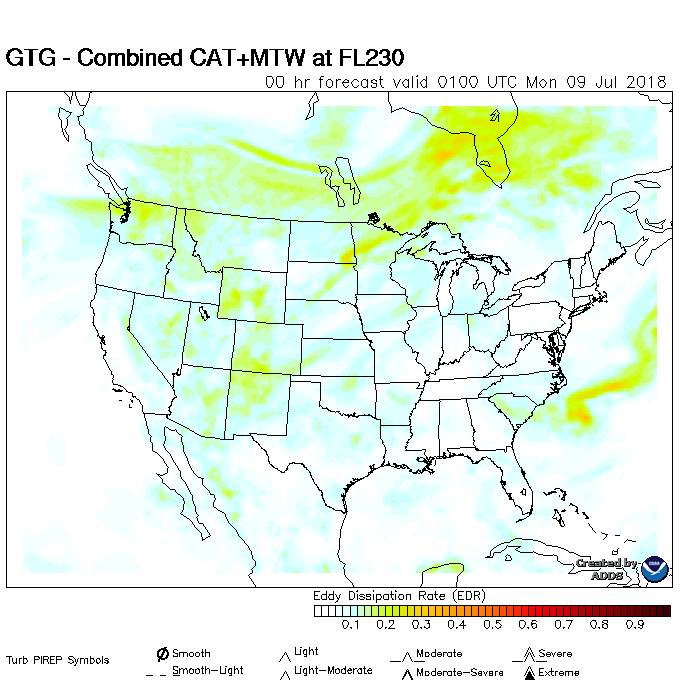 GTG - Combined CAT+MTW at FL230
00 hr forecast valid 0100 UTC Mon 09 Jul 2018
Created by
ADDS
Eddy Dissipation Rate (EDR)
0.1 0.2 0.3 0.4 0.5 0.6 0.7 0.8 0.9
Turb PIREP Symbols
Smooth Light Moderate Severe
Smooth-Light Light-Moderate Moderate-Severe Extreme